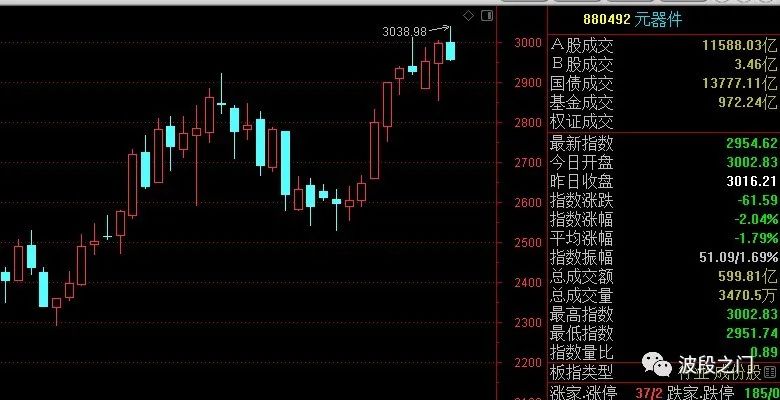 880492 元器件
3038.98
3000
2900
2800
2700
2600
2500
2400
2300
2200
A股成交 11588.03亿
B股成交 3.46亿
国债成交 13777.11亿
基金成交 972.24亿
权证成交
最新指数 2954.62
今日开盘 3002.83
昨日收盘 3016.21
指数涨跌 -61.59
指数涨幅 -2.04%
平均涨幅 -1.79%
指数振幅 51.09/1.69%
总成交额 599.81亿
总成交量 3470.5万
最高指数 3002.83
最低指数 2951.74
指数量比 0.89
板指类型 行业 成份股
波段之门
涨家.涨停 37/2 跌家.跌停 185/0